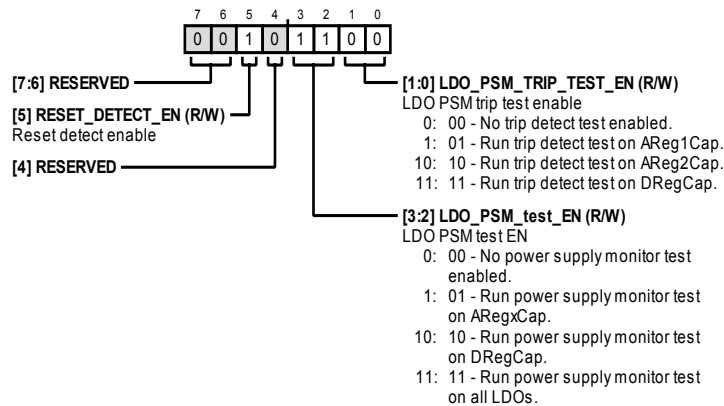 7 6 5 4 3 2 1 0
0 0 1 0 1 1 0 0
[7:6] RESERVED
[5] RESET_DETECT_EN (R/W)
Reset detect enable
[4] RESERVED
[1:0] LDO_PSM_TRIP_TEST_EN (R/W)
LDO PSM trip test enable
0: 00 - No trip detect test enabled.
1: 01 - Run trip detect test on AReg1Cap.
10: 10 - Run trip detect test on AReg2Cap.
11: 11 - Run trip detect test on DRegCap.
[3:2] LDO_PSM_test_EN (R/W)
LDO PSM test EN
0: 00 - No power supply monitor test
enabled.
1: 01 - Run power supply monitor test
on ARegxCap.
10: 10 - Run power supply monitor test
on DRegCap.
11: 11 - Run power supply monitor test
on all LDOs.